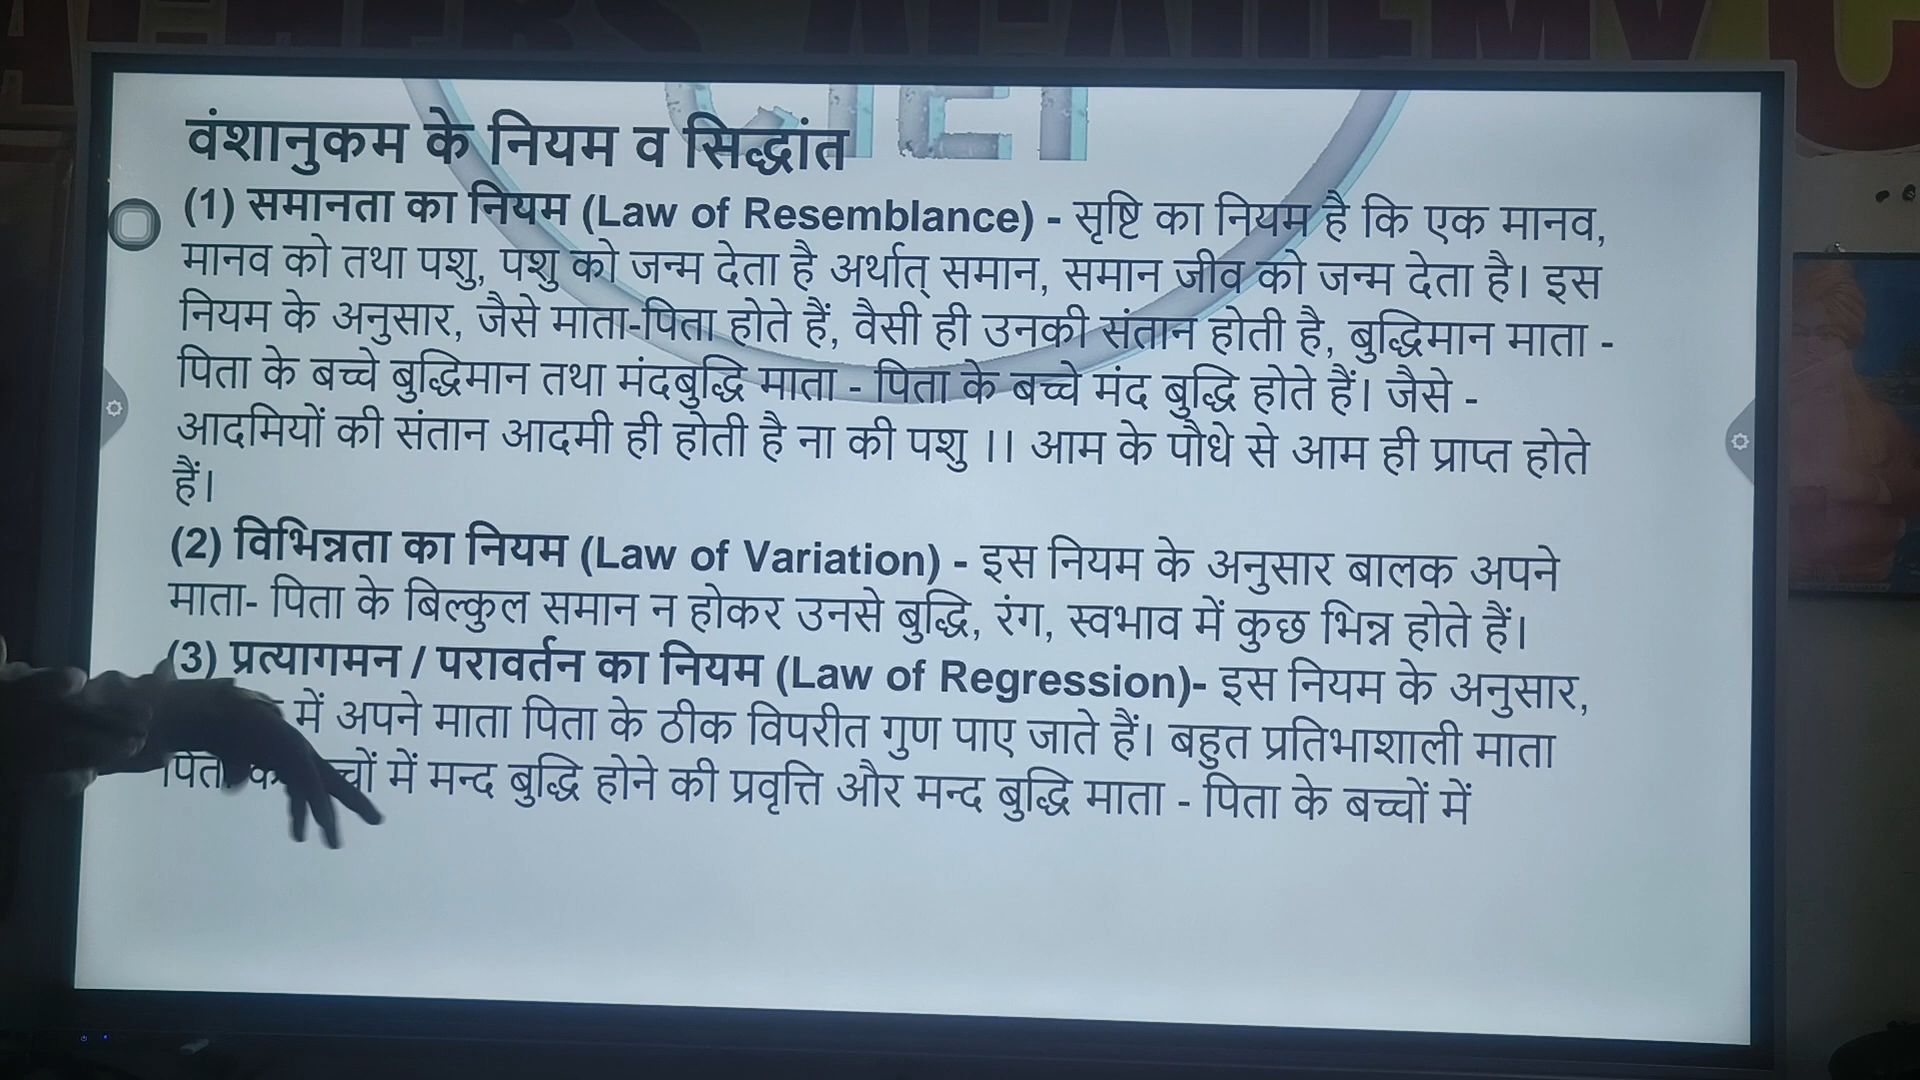 ACHERS ACADEMY C
वंशानुकम के नियम व सिद्धांत
(1) समानता का नियम (Law of Resemblance) - सृष्टि का नियम है कि एक मानव,
मानव को तथा पशु, पशु को जन्म देता है अर्थात् समान, समान जीव को जन्म देता है। इस
नियम के अनुसार, जैसे माता-पिता होते हैं, वैसी ही उनकी संतान होती है, बुद्धिमान माता -
पिता के बच्चे बुद्धिमान तथा मंदबुद्धि माता - पिता के बच्चे मंद बुद्धि होते हैं। जैसे -
आदमियों की संतान आदमी ही होती है ना की पशु ।। आम के पौधे से आम ही प्राप्त होते
हैं।
(2) विभिन्नता का नियम (Law of Variation) - इस नियम के अनुसार बालक अपने
माता- पिता के बिल्कुल समान न होकर उनसे बुद्धि, रंग, स्वभाव में कुछ भिन्न होते हैं।
(3) प्रत्यागमन / परावर्तन का नियम (Law of Regression)- इस नियम के अनुसार,
में अपने माता पिता के ठीक विपरीत गुण पाए जाते हैं। बहुत प्रतिभाशाली माता
में मन्द बुद्धि होने की प्रवृत्ति और मन्द बुद्धि माता - पिता के बच्चों में